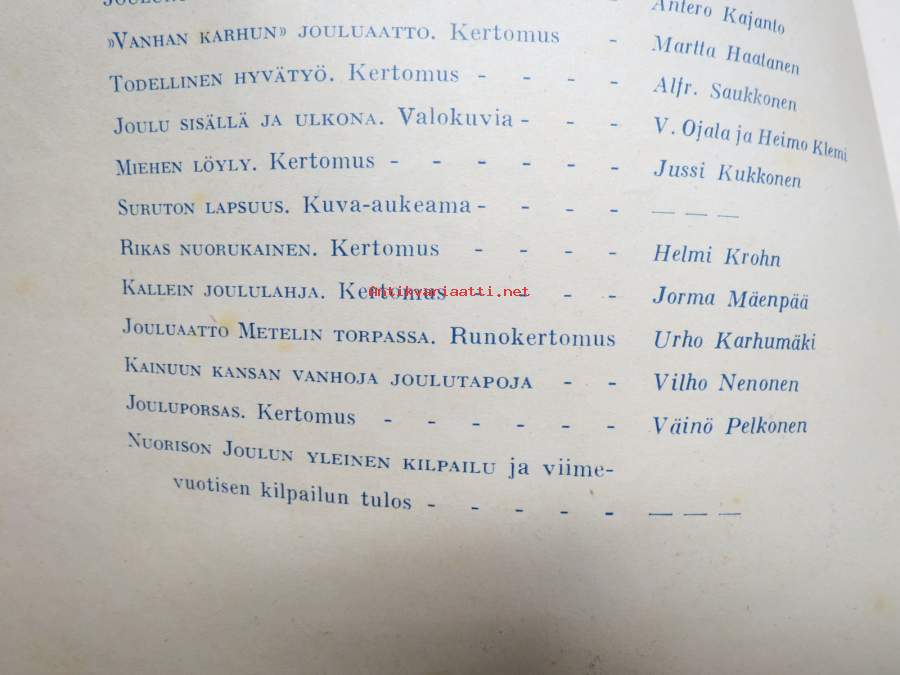 - Antero Kajanto
»VANHAN KARHUN» JOULUAATTO. Kertomus - Martta Haatanen
TODELLINEN HYVÄTYÖ. Kertomus - - - - Alfr. Saukkonen
JOULU SISÄLLÄ JA ULKONA. Valokuvia - - - V. Ojala ja Heimo Klemi
MIEHEN LÖYLY. Kertomus - - - - - - Jussi Kukkonen
SURUTON LAPSUUS. Kuva-aukeama - - - - — — —
RIKAS NUORUKAINEN. Kertomus - - - - Helmi Krohn
KALLEIN JOULULAHJA. Kertomus - - - Jorma Mäenpää
antikvariaatti.net
JOULUAATTO METELIN TORPASSA. Runokertomus Urho Karhumäki
KAINUUN KANSAN VANHOJA JOULUTAPOJA - - Vilho Nenonen
JOULUPORSAS. Kertomus - - - - - - Väinö Pelkonen
NUORISON JOULUN YLEINEN KILPAILU ja viime-
vuotisen kilpailun tulos - - - - - — — —